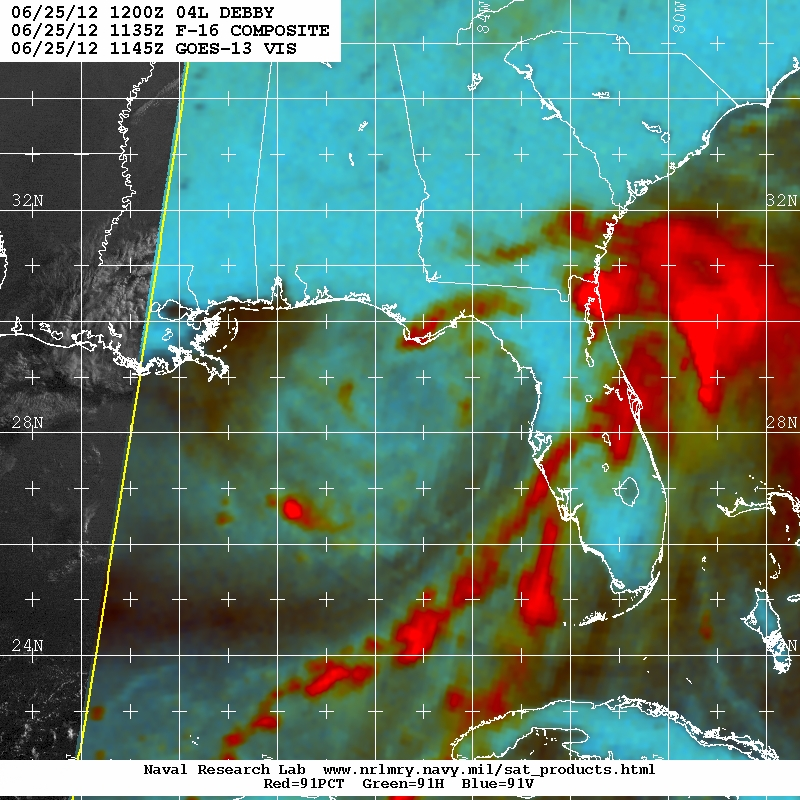 06/25/12 1200Z 04L DEBBY
06/25/12 1135Z F-16 COMPOSITE
06/25/12 1145Z GOES-13 VIS
84W
80W
32N
32N
28N
28N
24N
Naval Research Lab www.nrlmry.navy.mil/sat_products.html
Red=91PCT Green=91H Blue=91V